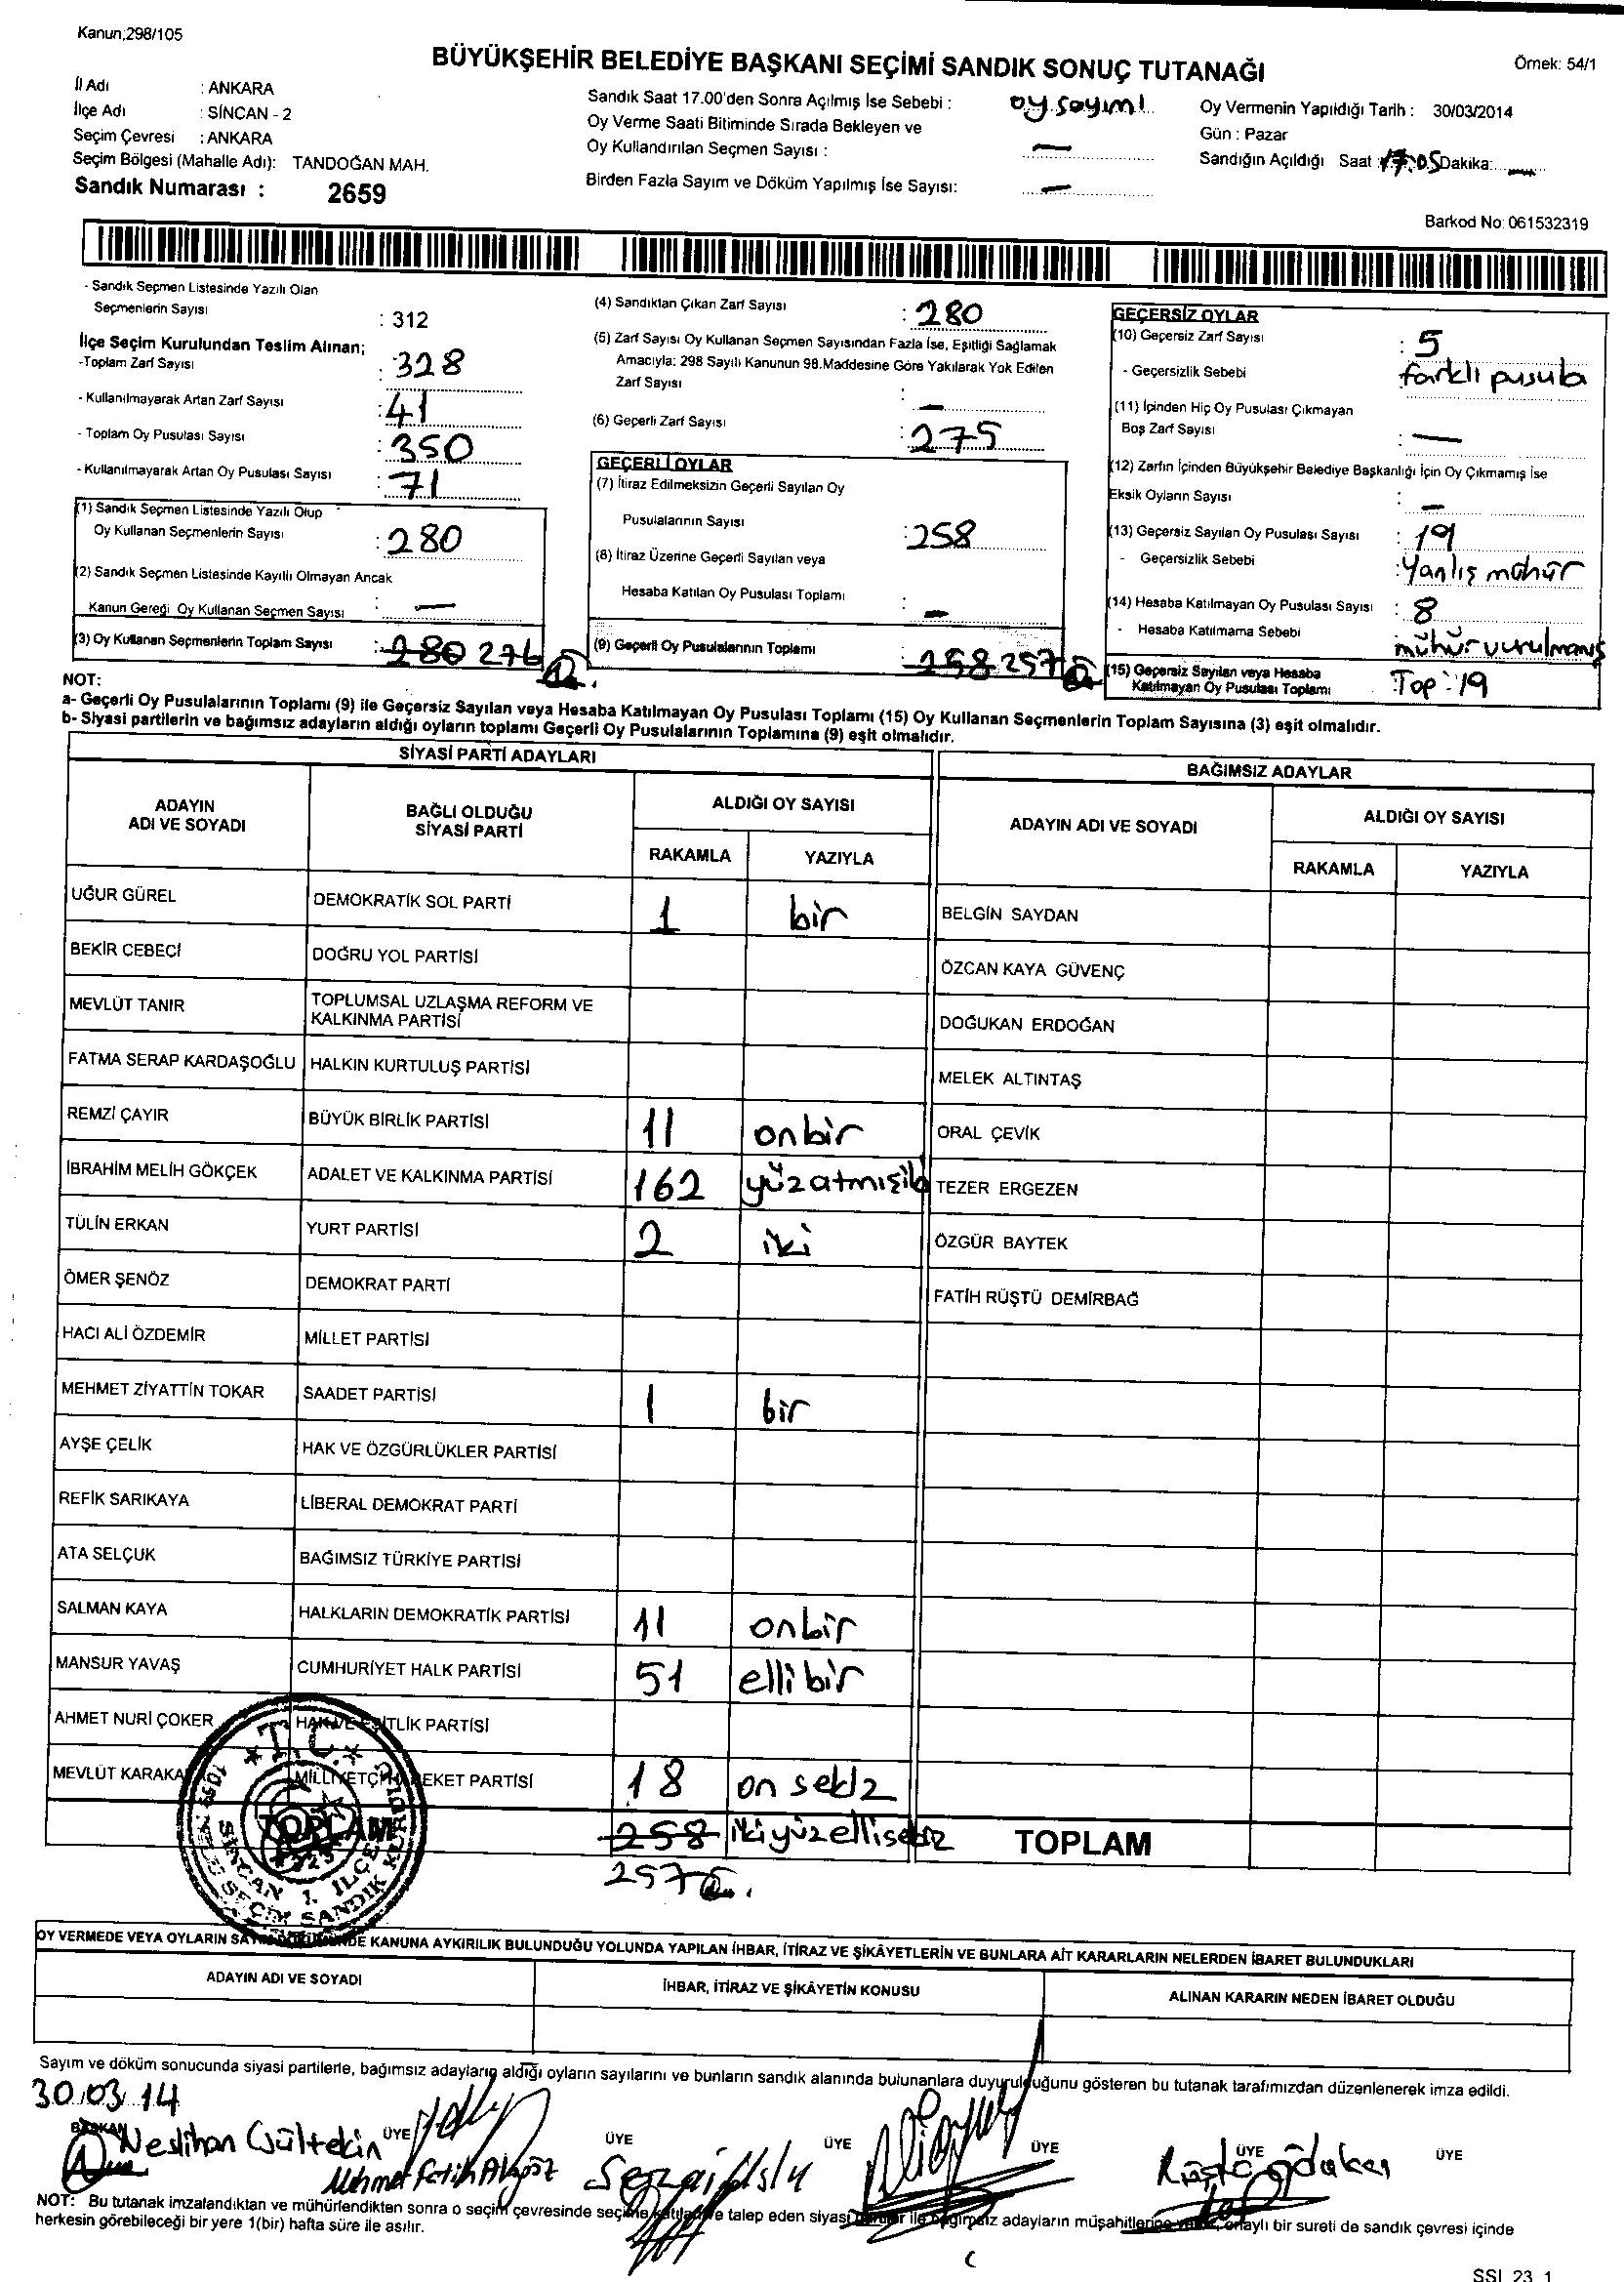 Kanun;298/105
BÜYÜKŞEHİR BELEDİYE BAŞKANI SEÇİMİ SANDIK SONUÇ TUTANAĞI
Örnek: 54/1
İl Adı : ANKARA
İlçe Adı : SİNCAN - 2
Seçim Çevresi : ANKARA
Seçim Bölgesi (Mahalle Adı): TANDOĞAN MAH.
Sandık Numarası : 2659
Sandık Saat 17.00'den Sonra Açılmış İse Sebebi : oy sayımı
Oy Verme Saati Bitiminde Sırada Bekleyen ve
Oy Kullandırılan Seçmen Sayısı : —
Birden Fazla Sayım ve Döküm Yapılmış İse Sayısı: —
Oy Vermenin Yapıldığı Tarih : 30/03/2014
Gün : Pazar
Sandığın Açıldığı Saat 17:05 Dakika: —
Barkod No: 061532319
- Sandık Seçmen Listesinde Yazılı Olan
Seçmenlerin Sayısı : 312
İlçe Seçim Kurulundan Teslim Alınan;
-Toplam Zarf Sayısı : 328
- Kullanılmayarak Artan Zarf Sayısı : 41
- Toplam Oy Pusulası Sayısı : 350
- Kullanılmayarak Artan Oy Pusulası Sayısı : 71
(1) Sandık Seçmen Listesinde Yazılı Olup
Oy Kullanan Seçmenlerin Sayısı : 280
(2) Sandık Seçmen Listesinde Kayıllı Olmayan Ancak
Kanun Gereği Oy Kullanan Seçmen Sayısı : —
(3) Oy Kullanan Seçmenlerin Toplam Sayısı : 280 276
(4) Sandıktan Çıkan Zarf Sayısı : 280
(5) Zarf Sayısı Oy Kullanan Seçmen Sayısından Fazla İse, Eşitliği Sağlamak
Amacıyla: 298 Sayılı Kanunun 98.Maddesine Göre Yakılarak Yok Edilen
Zarf Sayısı : —
(6) Geçerli Zarf Sayısı : 275
GEÇERLİ OYLAR
(7) İtiraz Edilmeksizin Geçerli Sayılan Oy
Pusulalarının Sayısı : 258
(8) İtiraz Üzerine Geçerli Sayılan veya
Hesaba Katılan Oy Pusulası Toplamı : —
(9) Geçerli Oy Pusulalarının Toplamı : 258 257
GEÇERSİZ OYLAR
(10) Geçersiz Zarf Sayısı : 5
- Geçersizlik Sebebi : farklı pusula
(11) İçinden Hiç Oy Pusulası Çıkmayan
Boş Zarf Sayısı : —
(12) Zarfın İçinden Büyükşehir Belediye Başkanlığı İçin Oy Çıkmamış İse
Eksik Oyların Sayısı : —
(13) Geçersiz Sayılan Oy Pusulası Sayısı : 19
- Geçersizlik Sebebi : Yanlış mühür
(14) Hesaba Katılmayan Oy Pusulası Sayısı : 8
- Hesaba Katılmama Sebebi mühür vurulmamış
(15) Geçersiz Sayılan veya Hesaba
Katılmayan Oy Pusulası Toplamı Top: 19
NOT:
a- Geçerli Oy Pusulalarının Toplamı (9) ile Geçersiz Sayılan veya Hesaba Katılmayan Oy Pusulası Toplamı (15) Oy Kullanan Seçmenlerin Toplam Sayısına (3) eşit olmalıdır.
b- Siyasi partilerin ve bağımsız adayların aldığı oyların toplamı Geçerli Oy Pusulalarının Toplamına (9) eşit olmalıdır.
SİYASİ PARTİ ADAYLARI
ADAYIN ADI VE SOYADI
BAĞLI OLDUĞU SİYASİ PARTİ
ALDIĞI OY SAYISI
RAKAMLA YAZIYLA
UĞUR GÜREL DEMOKRATİK SOL PARTİ 1 bir
BEKİR CEBECİ DOĞRU YOL PARTİSİ
MEVLÜT TANIR TOPLUMSAL UZLAŞMA REFORM VE KALKINMA PARTİSİ
FATMA SERAP KARDAŞOĞLU HALKIN KURTULUŞ PARTİSİ
REMZİ ÇAYIR BÜYÜK BİRLİK PARTİSİ 11 onbir
İBRAHİM MELİH GÖKÇEK ADALET VE KALKINMA PARTİSİ 162 yüzatmışiki
TÜLİN ERKAN YURT PARTİSİ 2 iki
ÖMER ŞENÖZ DEMOKRAT PARTİ
HACI ALİ ÖZDEMİR MİLLET PARTİSİ
MEHMET ZİYATTİN TOKAR SAADET PARTİSİ 1 bir
AYŞE ÇELİK HAK VE ÖZGÜRLÜKLER PARTİSİ
REFİK SARIKAYA LİBERAL DEMOKRAT PARTİ
ATA SELÇUK BAĞIMSIZ TÜRKİYE PARTİSİ
SALMAN KAYA HALKLARIN DEMOKRATİK PARTİSİ 11 onbir
MANSUR YAVAŞ CUMHURİYET HALK PARTİSİ 51 ellibir
AHMET NURİ ÇOKER HAK VE EŞİTLİK PARTİSİ
MEVLÜT KARAKA MİLLİYETÇİ HAREKET PARTİSİ 18 on sekiz
TOPLAM 258 ikiyüzellisekiz
257
BAĞIMSIZ ADAYLAR
ADAYIN ADI VE SOYADI
ALDIĞI OY SAYISI
RAKAMLA YAZIYLA
BELGİN SAYDAN
ÖZCAN KAYA GÜVENÇ
DOĞUKAN ERDOĞAN
MELEK ALTINTAŞ
ORAL ÇEVİK
TEZER ERGEZEN
ÖZGÜR BAYTEK
FATİH RÜŞTÜ DEMİRBAĞ
TOPLAM
T.C.
SİNCAN 1. İLÇE
SEÇİM SANDIK KURULU
OY VERMEDE VEYA OYLARIN SAYIM DÖKÜMÜNDE KANUNA AYKIRILIK BULUNDUĞU YOLUNDA YAPILAN İHBAR, İTİRAZ VE ŞİKÂYETLERİN VE BUNLARA AİT KARARLARIN NELERDEN İBARET BULUNDUKLARI
ADAYIN ADI VE SOYADI
İHBAR, İTİRAZ VE ŞİKÂYETİN KONUSU
ALINAN KARARIN NEDEN İBARET OLDUĞU
Sayım ve döküm sonucunda siyasi partilerle, bağımsız adayların aldığı oyların sayılarını ve bunların sandık alanında bulunanlara duyurulduğunu gösteren bu tutanak tarafımızdan düzenlenerek imza edildi.
30.03.14
BAŞKAN ÜYE ÜYE ÜYE ÜYE ÜYE ÜYE
Neslihan Gültekin
Mehmet Fatih
NOT: Bu tutanak imzalandıktan ve mühürlendikten sonra o seçim çevresinde seçime katılan ve talep eden siyasi partiler ile bağımsız adayların müşahitlerine verilir, onaylı bir sureti de sandık çevresi içinde
herkesin görebileceği bir yere 1(bir) hafta süre ile asılır.
SSI_23_1